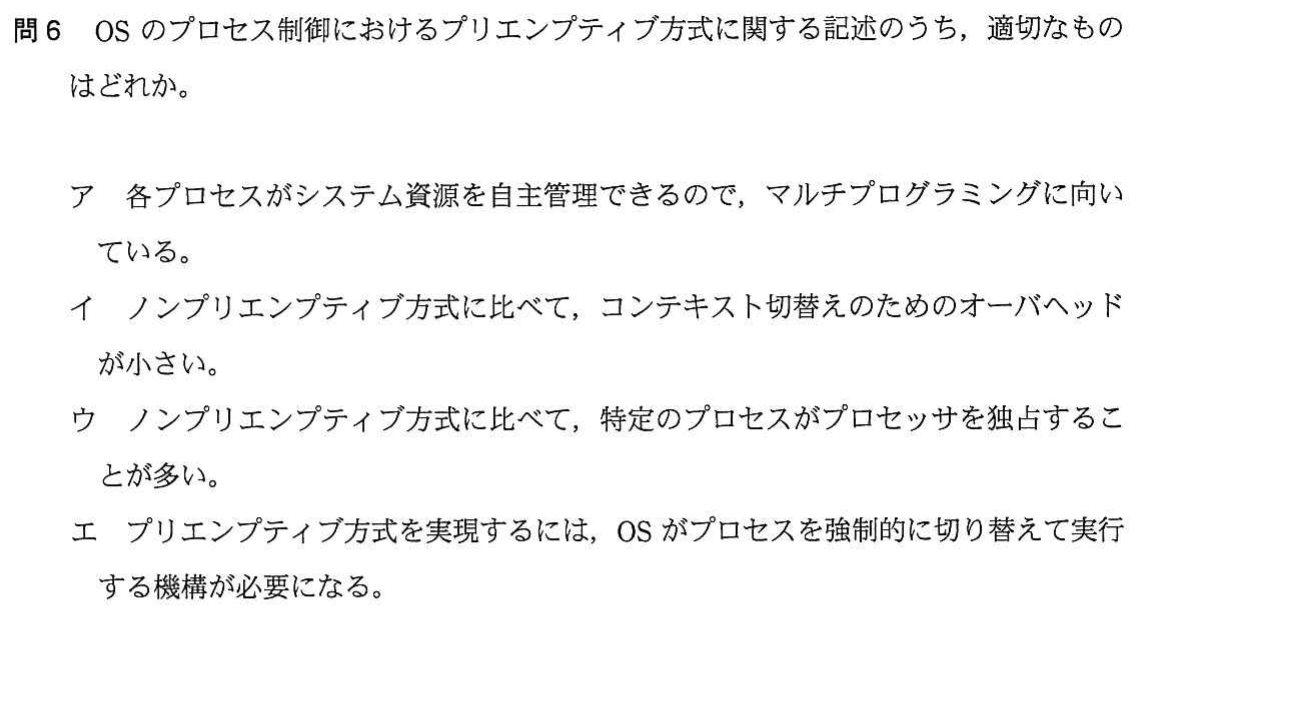 問6 OS のプロセス制御におけるプリエンプティブ方式に関する記述のうち，適切なもの
はどれか。
ア 各プロセスがシステム資源を自主管理できるので，マルチプログラミングに向い
ている。
イ ノンプリエンプティブ方式に比べて，コンテキスト切替えのためのオーバヘッド
が小さい。
ウ ノンプリエンプティブ方式に比べて，特定のプロセスがプロセッサを独占するこ
とが多い。
エ プリエンプティブ方式を実現するには，OS がプロセスを強制的に切り替えて実行
する機構が必要になる。